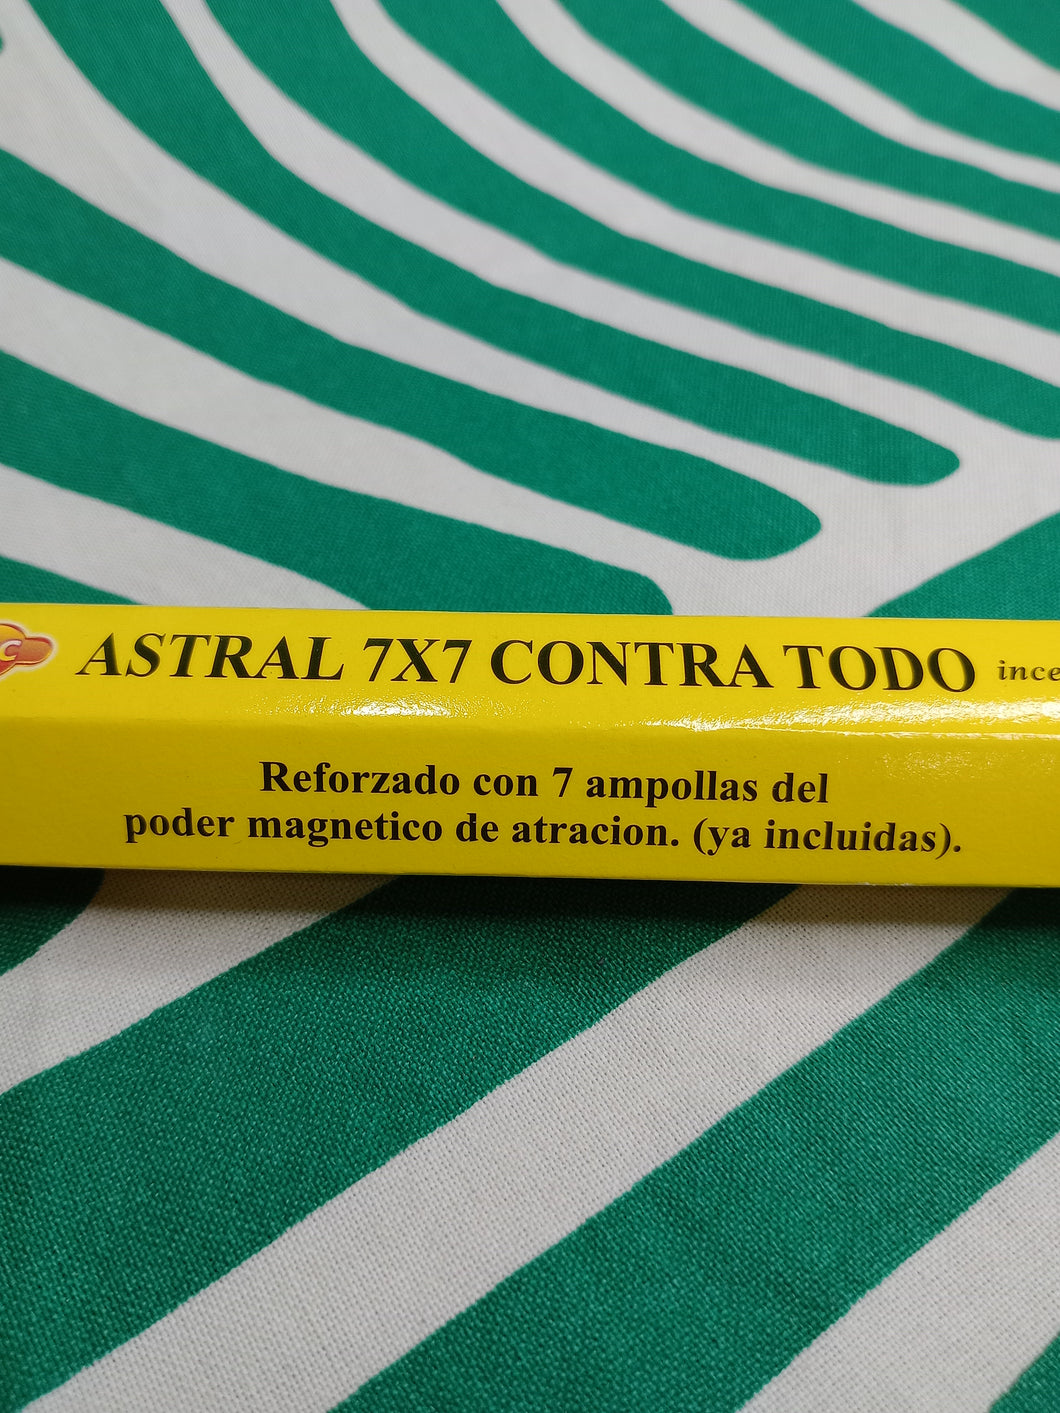 ASTRAL 7X7 CONTRA TODO
Reforzado con 7 ampollas del
poder magnetico de atracion. (ya incluidas).